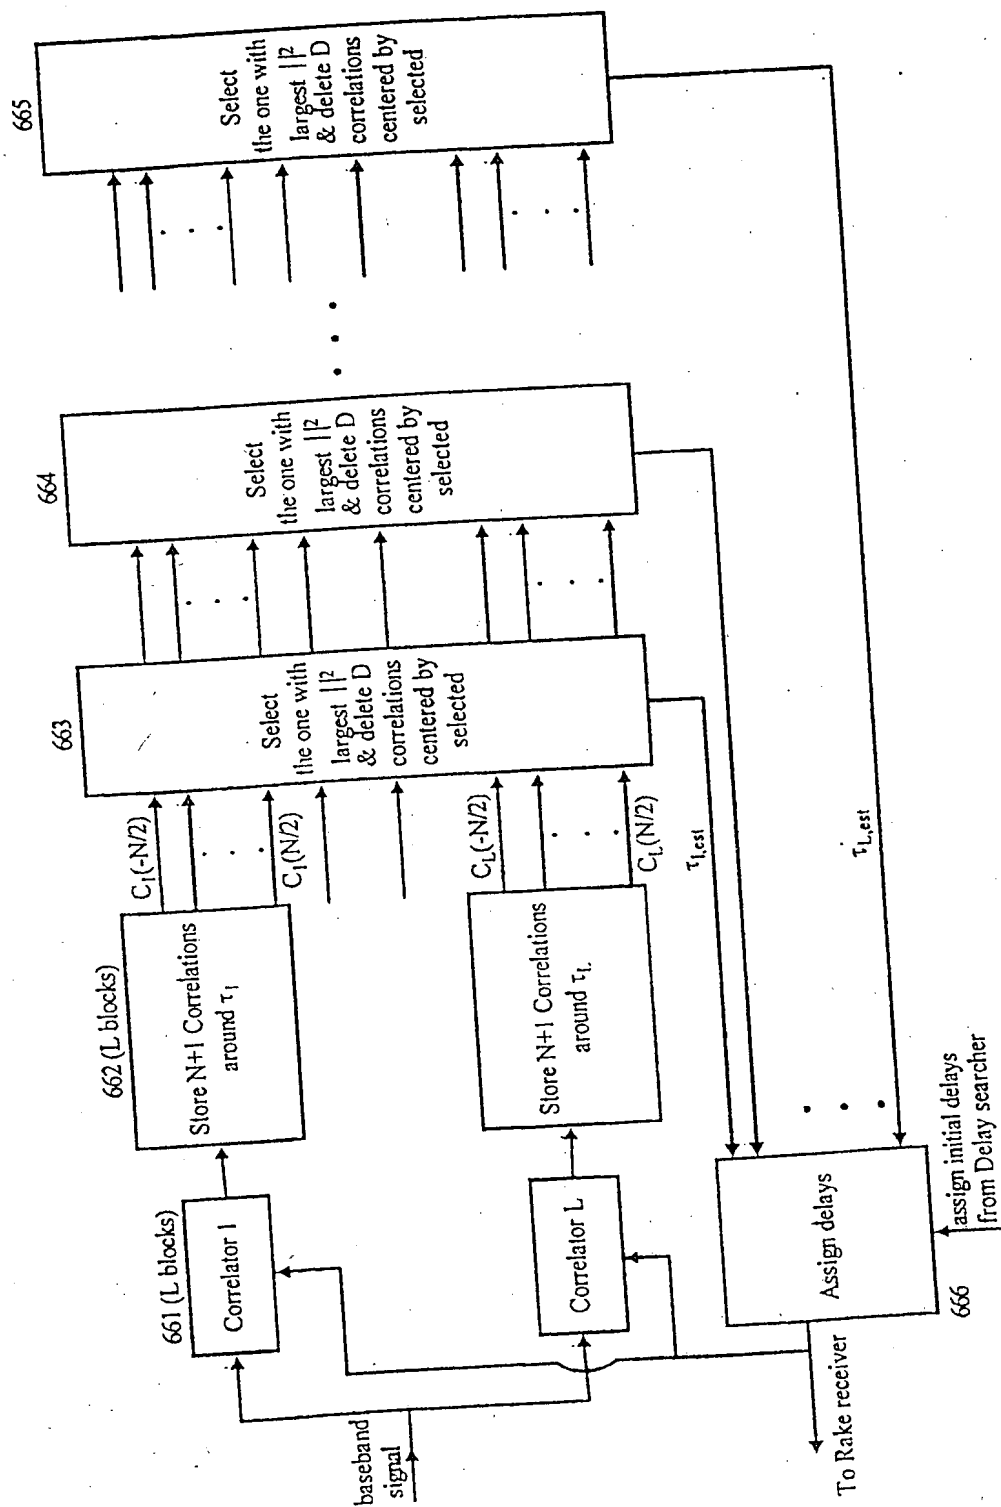 baseband
signal
661 (L blocks)
Correlator 1
Correlator L
662 (L blocks)
Store N+1 Correlations
around τ1
Store N+1 Correlations
around τL
C1(-N/2)
C1(N/2)
CL(-N/2)
CL(N/2)
663
Select
the one with
largest ||²
& delete D
correlations
centered by
selected
664
Select
the one with
largest ||²
& delete D
correlations
centered by
selected
665
Select
the one with
largest ||²
& delete D
correlations
centered by
selected
τ1,est
τL,est
Assign delays
666
To Rake receiver
assign initial delays
from Delay searcher